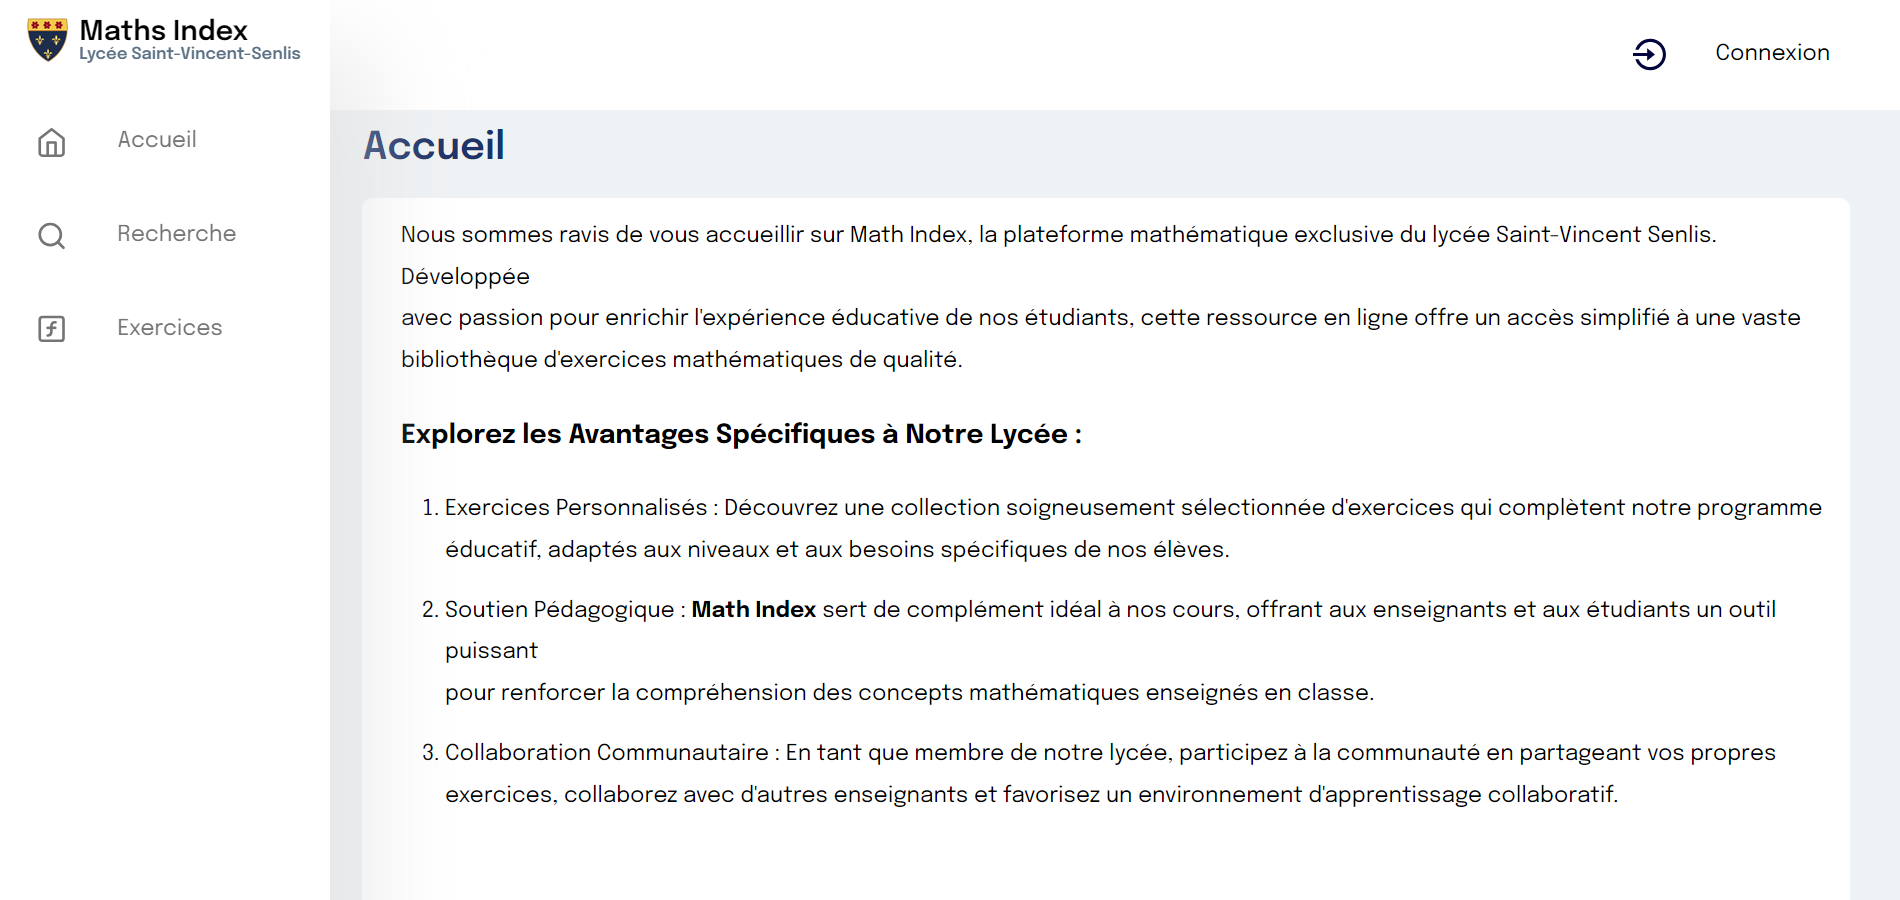 Maths Index
Lycée Saint-Vincent-Senlis
Connexion
Accueil
Recherche
Exercices
Accueil
Nous sommes ravis de vous accueillir sur Math Index, la plateforme mathématique exclusive du lycée Saint-Vincent Senlis.
Développée
avec passion pour enrichir l'expérience éducative de nos étudiants, cette ressource en ligne offre un accès simplifié à une vaste
bibliothèque d'exercices mathématiques de qualité.
Explorez les Avantages Spécifiques à Notre Lycée :
1. Exercices Personnalisés : Découvrez une collection soigneusement sélectionnée d'exercices qui complètent notre programme
éducatif, adaptés aux niveaux et aux besoins spécifiques de nos élèves.
2. Soutien Pédagogique : Math Index sert de complément idéal à nos cours, offrant aux enseignants et aux étudiants un outil
puissant
pour renforcer la compréhension des concepts mathématiques enseignés en classe.
3. Collaboration Communautaire : En tant que membre de notre lycée, participez à la communauté en partageant vos propres
exercices, collaborez avec d'autres enseignants et favorisez un environnement d'apprentissage collaboratif.